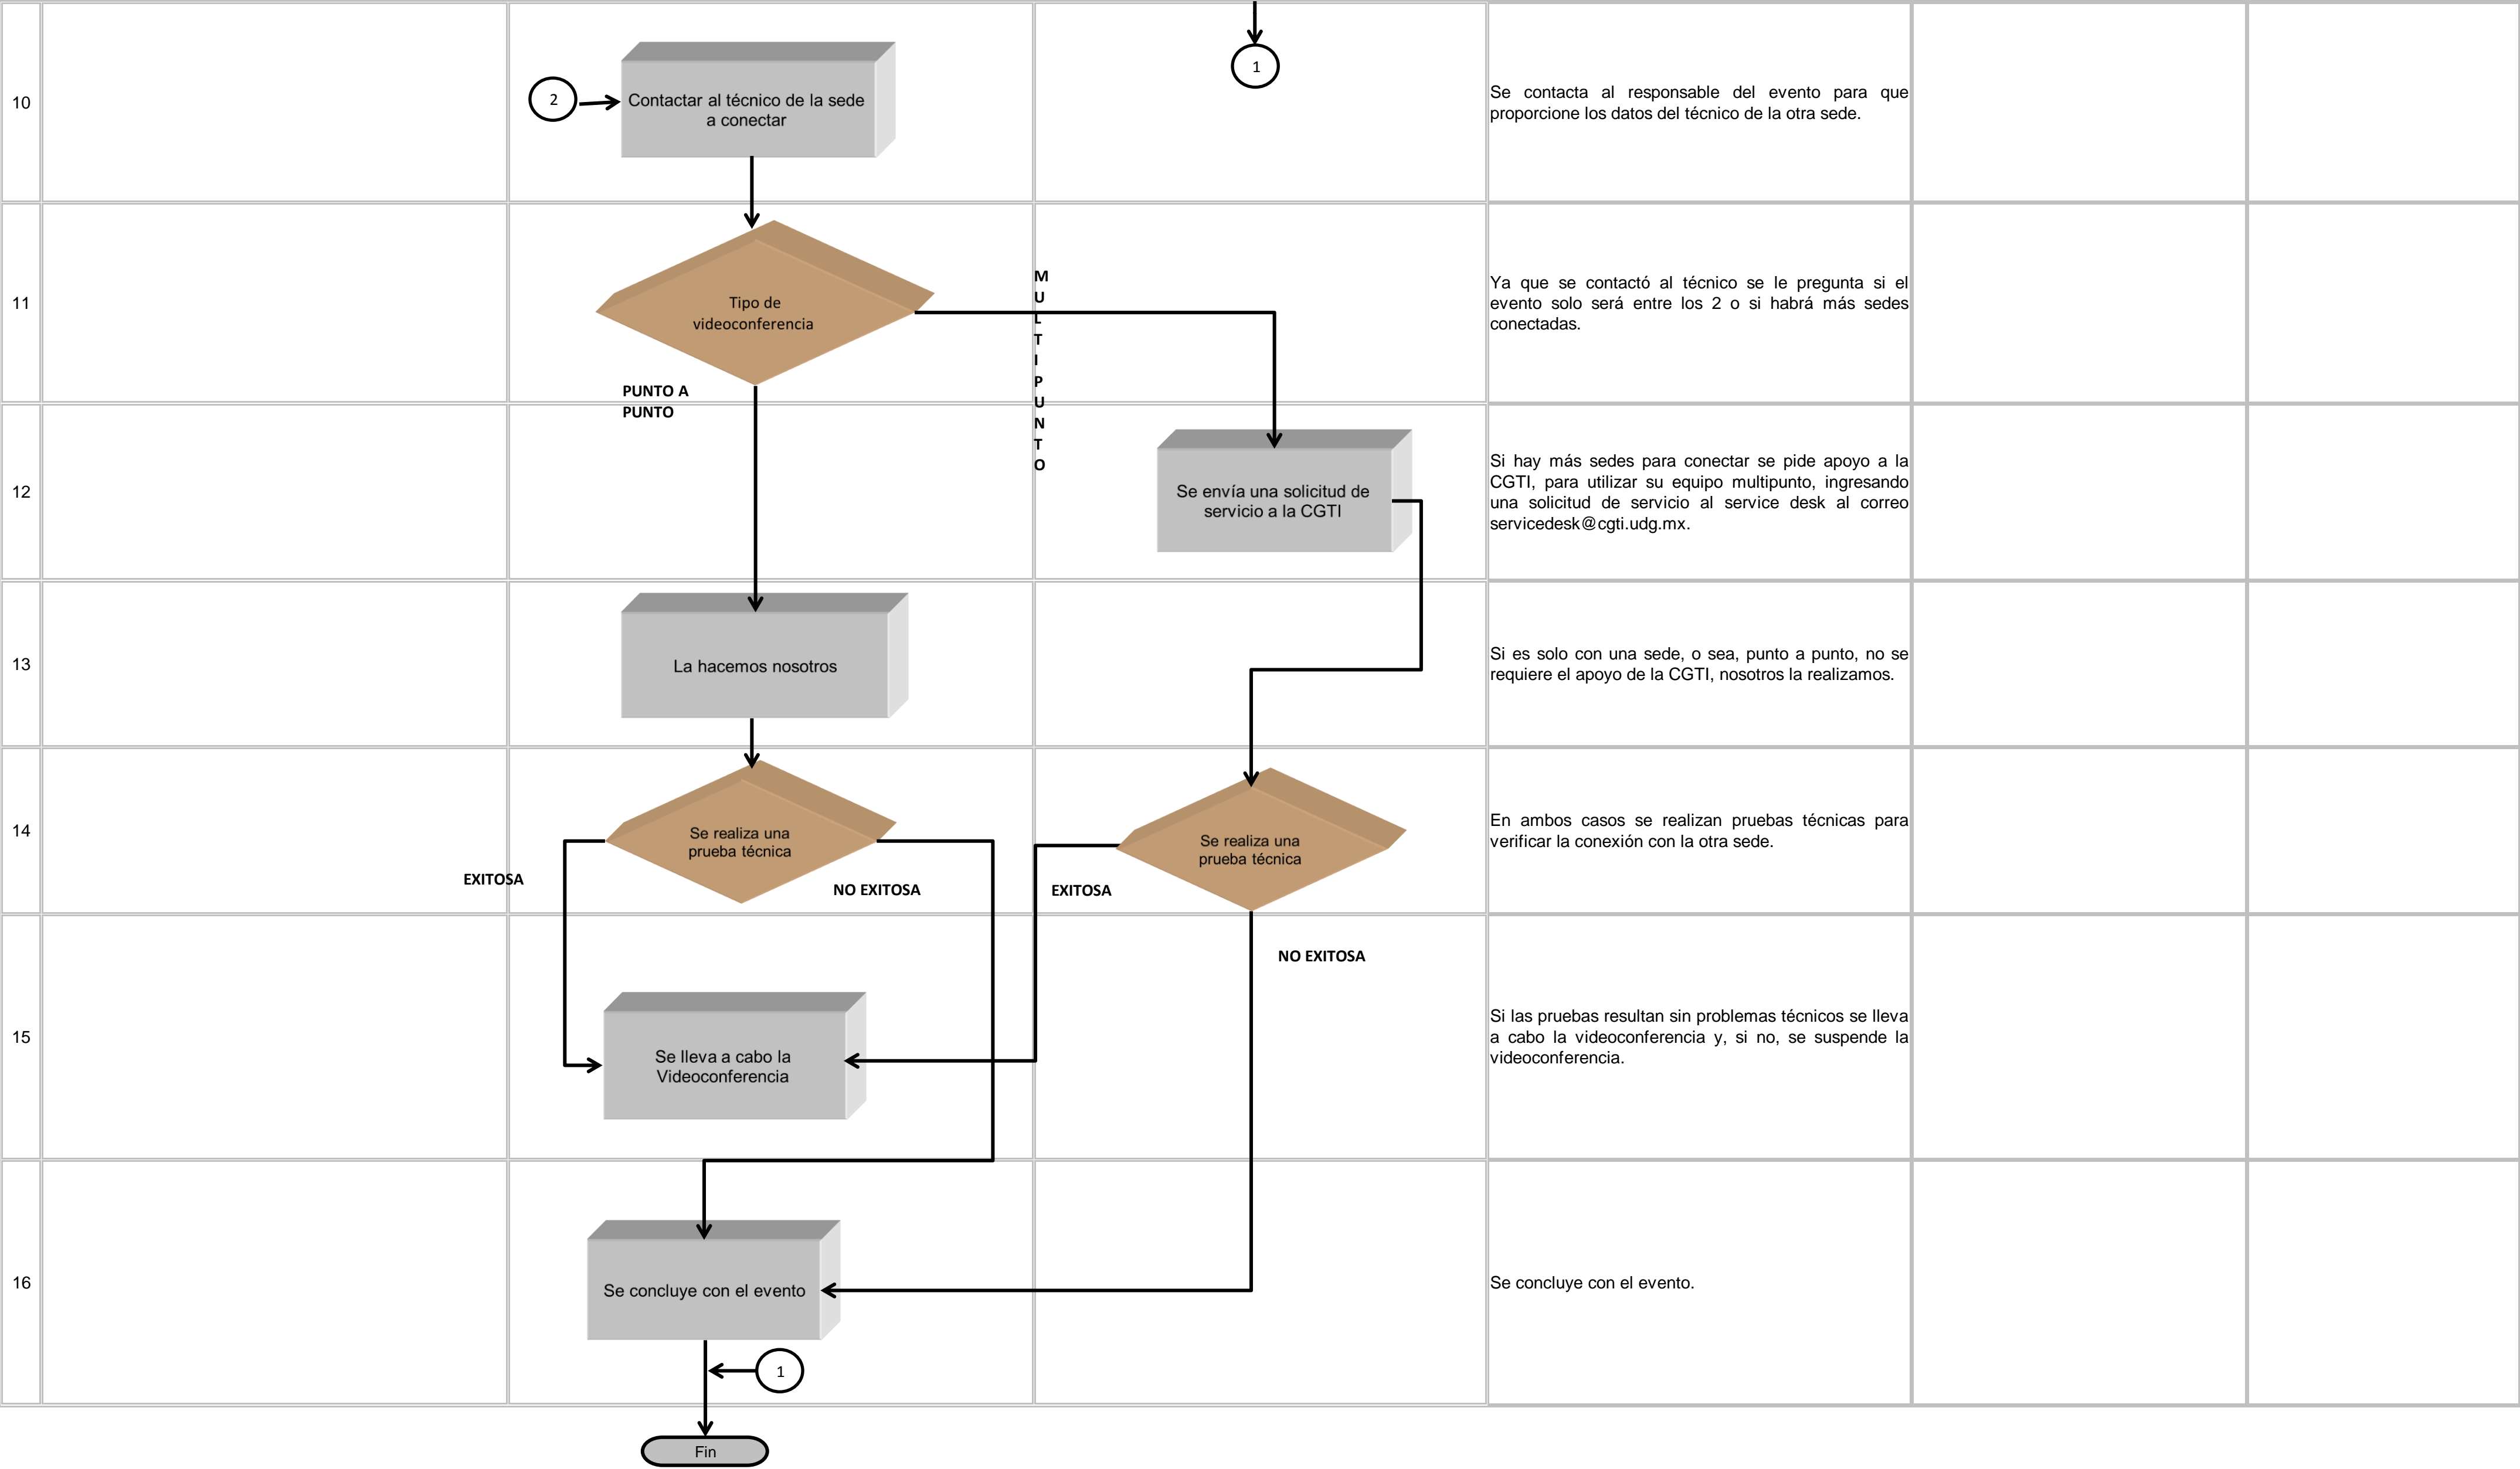 1
10
2
Contactar al técnico de la sede
a conectar
Se contacta al responsable del evento para que
proporcione los datos del técnico de la otra sede.
11
Tipo de
videoconferencia
M
U
L
T
I
P
U
N
T
O
PUNTO A
PUNTO
Ya que se contactó al técnico se le pregunta si el
evento solo será entre los 2 o si habrá más sedes
conectadas.
12
Se envía una solicitud de
servicio a la CGTI
Si hay más sedes para conectar se pide apoyo a la
CGTI, para utilizar su equipo multipunto, ingresando
una solicitud de servicio al service desk al correo
servicedesk@cgti.udg.mx.
13
La hacemos nosotros
Si es solo con una sede, o sea, punto a punto, no se
requiere el apoyo de la CGTI, nosotros la realizamos.
14
Se realiza una
prueba técnica
EXITOSA
NO EXITOSA
Se realiza una
prueba técnica
EXITOSA
NO EXITOSA
En ambos casos se realizan pruebas técnicas para
verificar la conexión con la otra sede.
15
Se lleva a cabo la
Videoconferencia
Si las pruebas resultan sin problemas técnicos se lleva
a cabo la videoconferencia y, si no, se suspende la
videoconferencia.
16
Se concluye con el evento
Se concluye con el evento.
1
Fin